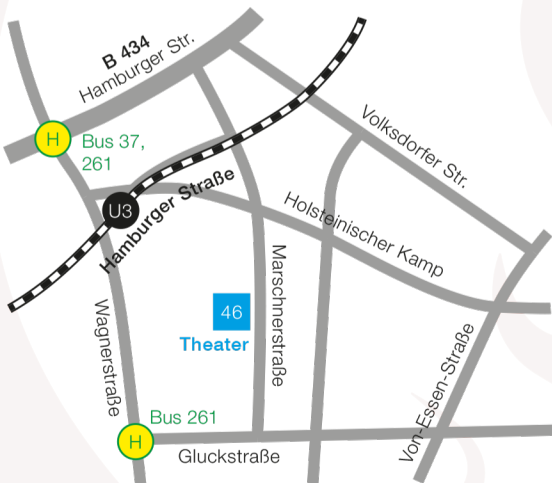 B 434
Hamburger Str.
H
Bus 37,
261
Volksdorfer Str.
U3
Hamburger Straße
Holsteinischer Kamp
Marschnerstraße
46
Theater
Wagnerstraße
Von-Essen-Straße
Bus 261
H
Gluckstraße